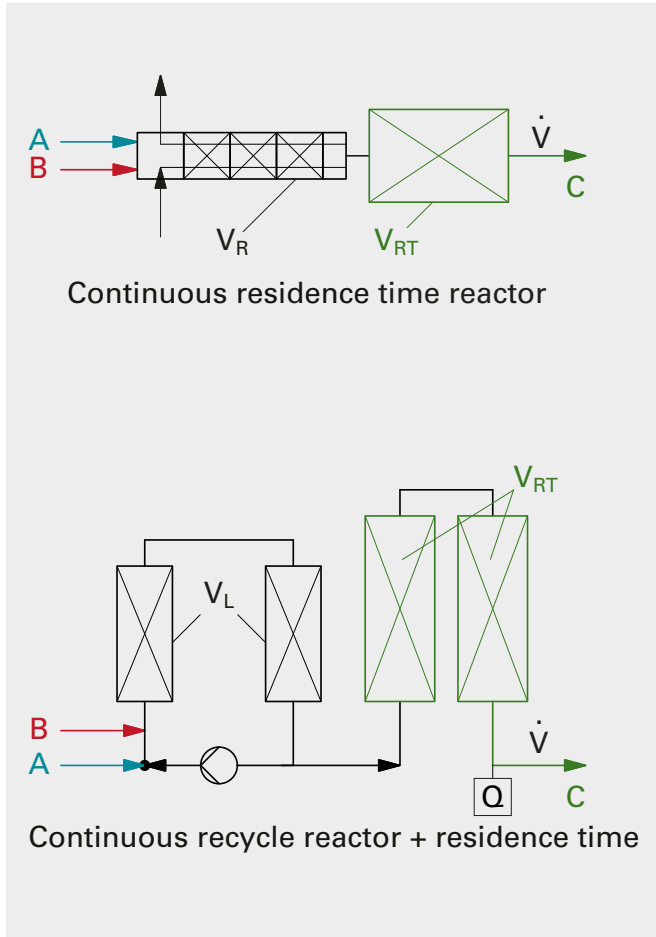 A
B
V̇
C
V_R
V_RT
Continuous residence time reactor
V_RT
V_L
B
A
V̇
C
Q
Continuous recycle reactor + residence time